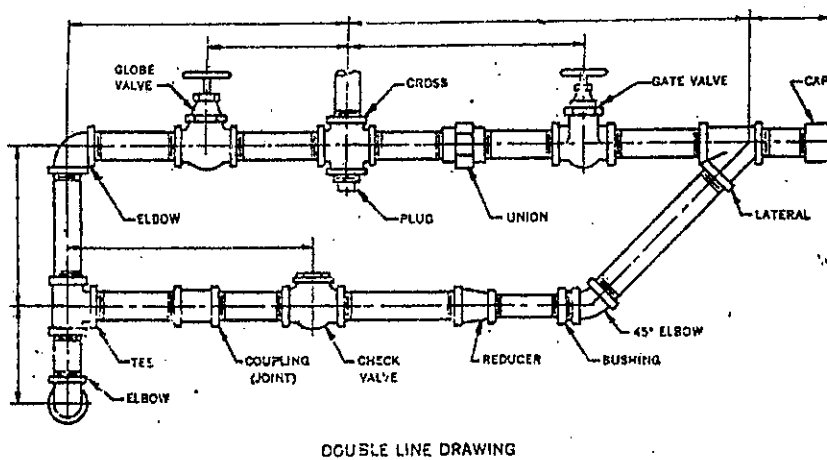 GLOBE
VALVE
CROSS
GATE VALVE
CAP
ELBOW
PLUG
UNION
LATERAL
TEE
COUPLING
(JOINT)
CHECK
VALVE
REDUCER
BUSHING
45° ELBOW
ELBOW
DOUBLE LINE DRAWING